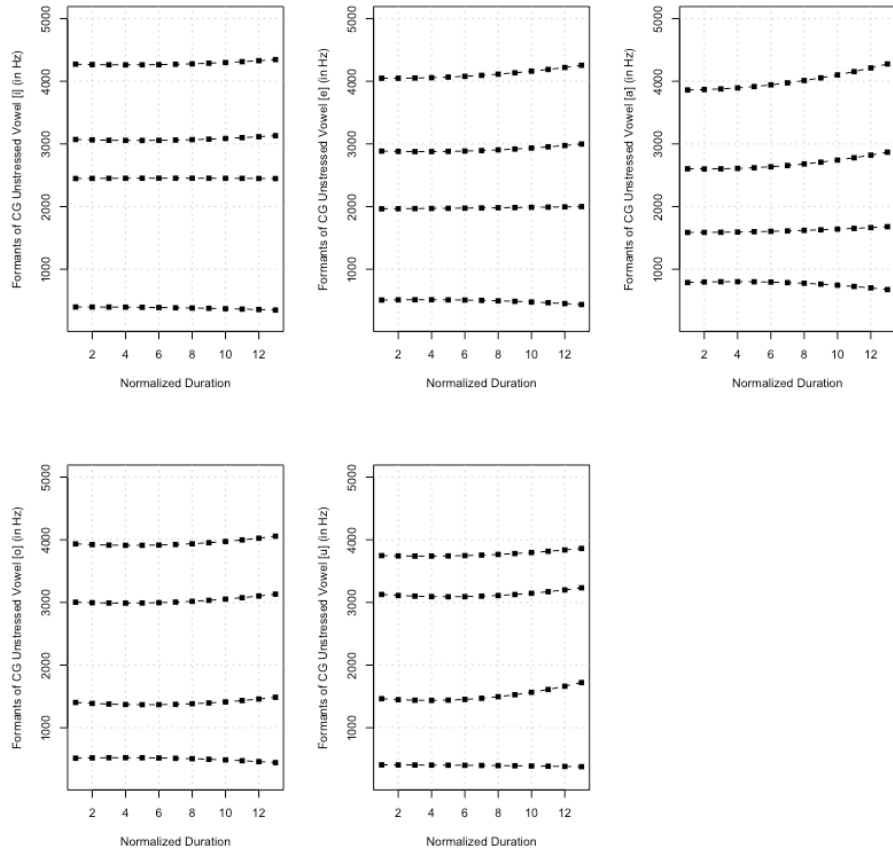 Formants of CG Unstressed Vowel [i] (in Hz)
5000
4000
3000
2000
1000
2 4 6 8 10 12
Normalized Duration
Formants of CG Unstressed Vowel [e] (in Hz)
5000
4000
3000
2000
1000
2 4 6 8 10 12
Normalized Duration
Formants of CG Unstressed Vowel [a] (in Hz)
5000
4000
3000
2000
1000
2 4 6 8 10 12
Normalized Duration
Formants of CG Unstressed Vowel [o] (in Hz)
5000
4000
3000
2000
1000
2 4 6 8 10 12
Normalized Duration
Formants of CG Unstressed Vowel [u] (in Hz)
5000
4000
3000
2000
1000
2 4 6 8 10 12
Normalized Duration